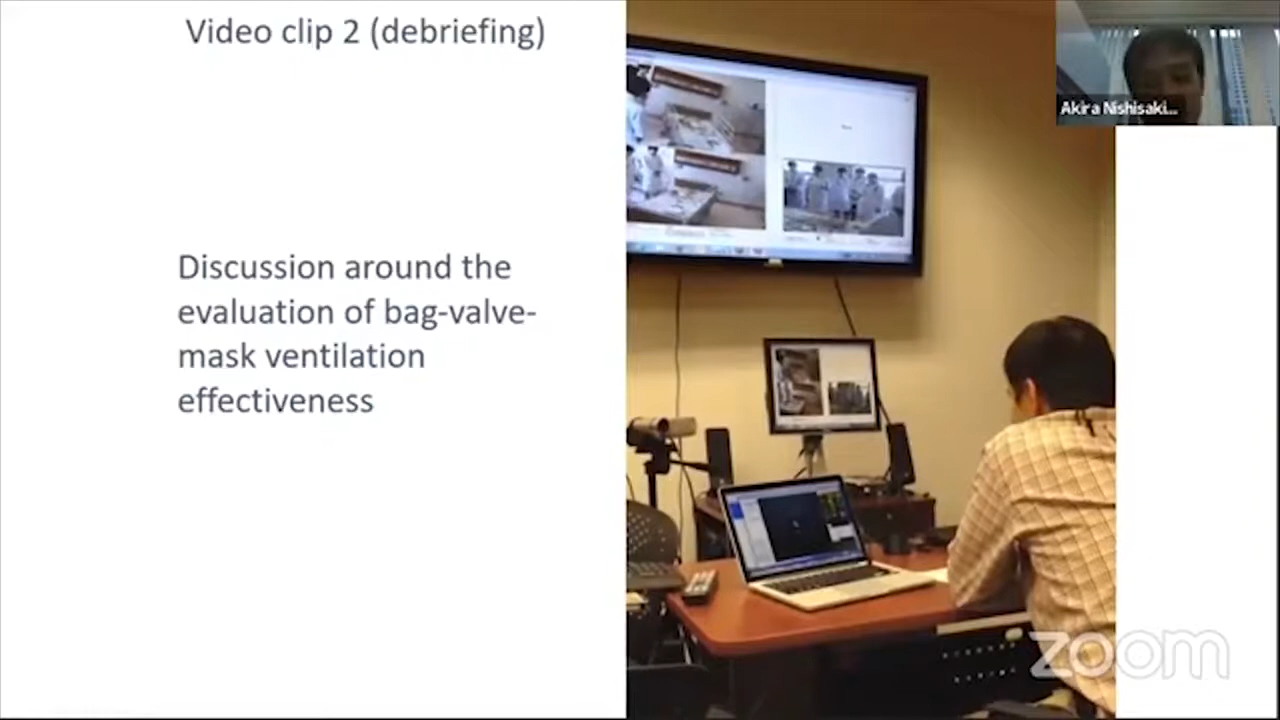 Video clip 2 (debriefing)
Akira Nishisaki...
Discussion around the
evaluation of bag-valve-
mask ventilation
effectiveness
zoom